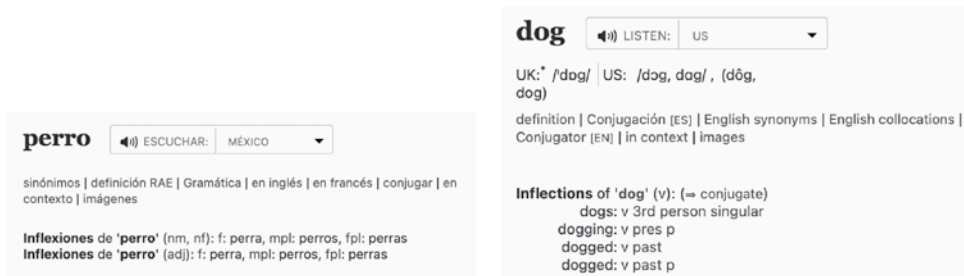 perro ESCUCHAR: MÉXICO
sinónimos | definición RAE | Gramática | en inglés | en francés | conjugar | en
contexto | imágenes
Inflexiones de 'perro' (nm, nf): f: perra, mpl: perros, fpl: perras
Inflexiones de 'perro' (adj): f: perra, mpl: perros, fpl: perras
dog LISTEN: US
UK:* /ˈdɒg/ | US: /dɔg, dɑg/ , (dôg,
dog)
definition | Conjugación [ES] | English synonyms | English collocations |
Conjugator [EN] | in context | images
Inflections of 'dog' (v): (⇒ conjugate)
dogs: v 3rd person singular
dogging: v pres p
dogged: v past
dogged: v past p